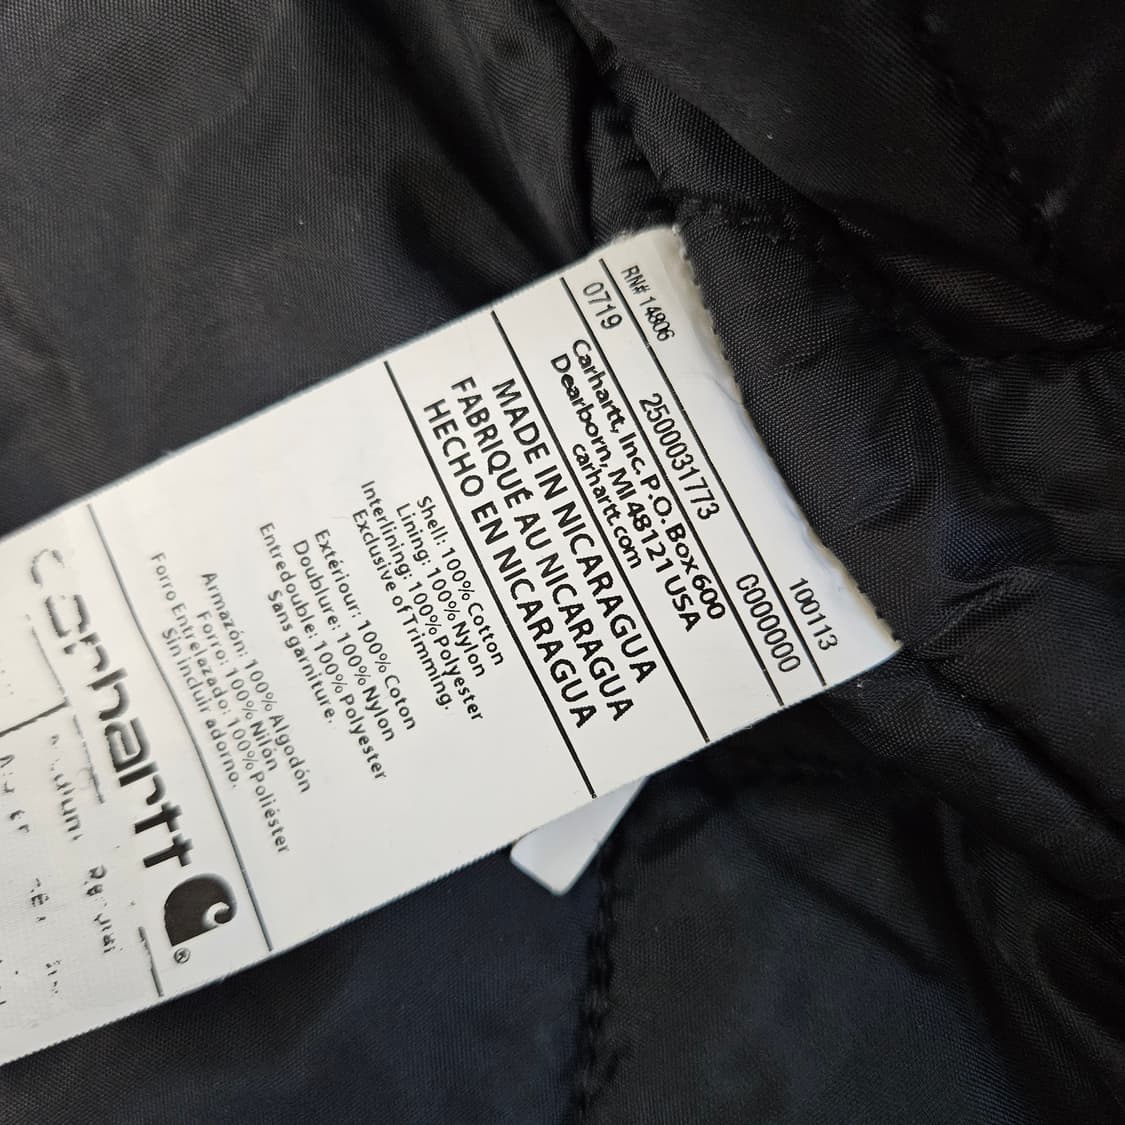 RN# 14806 100113
0719 2500031773 0000000
Carhartt, Inc. P.O. Box 600
Dearborn, MI 48121 USA
carhartt.com
MADE IN NICARAGUA
FABRIQUÉ AU NICARAGUA
HECHO EN NICARAGUA
Shell: 100% Cotton
Lining: 100% Nylon
Interlining: 100% Polyester
Exclusive of Trimming.
Extériour: 100% Coton
Doublure: 100% Nylon
Entredouble: 100% Polyester
Sans garniture.
Armazón: 100% Algodón
Forro: 100% Nilón
Forro Entrelazado: 100% Poliéster
Sin incluir adorno.
carhartt ®